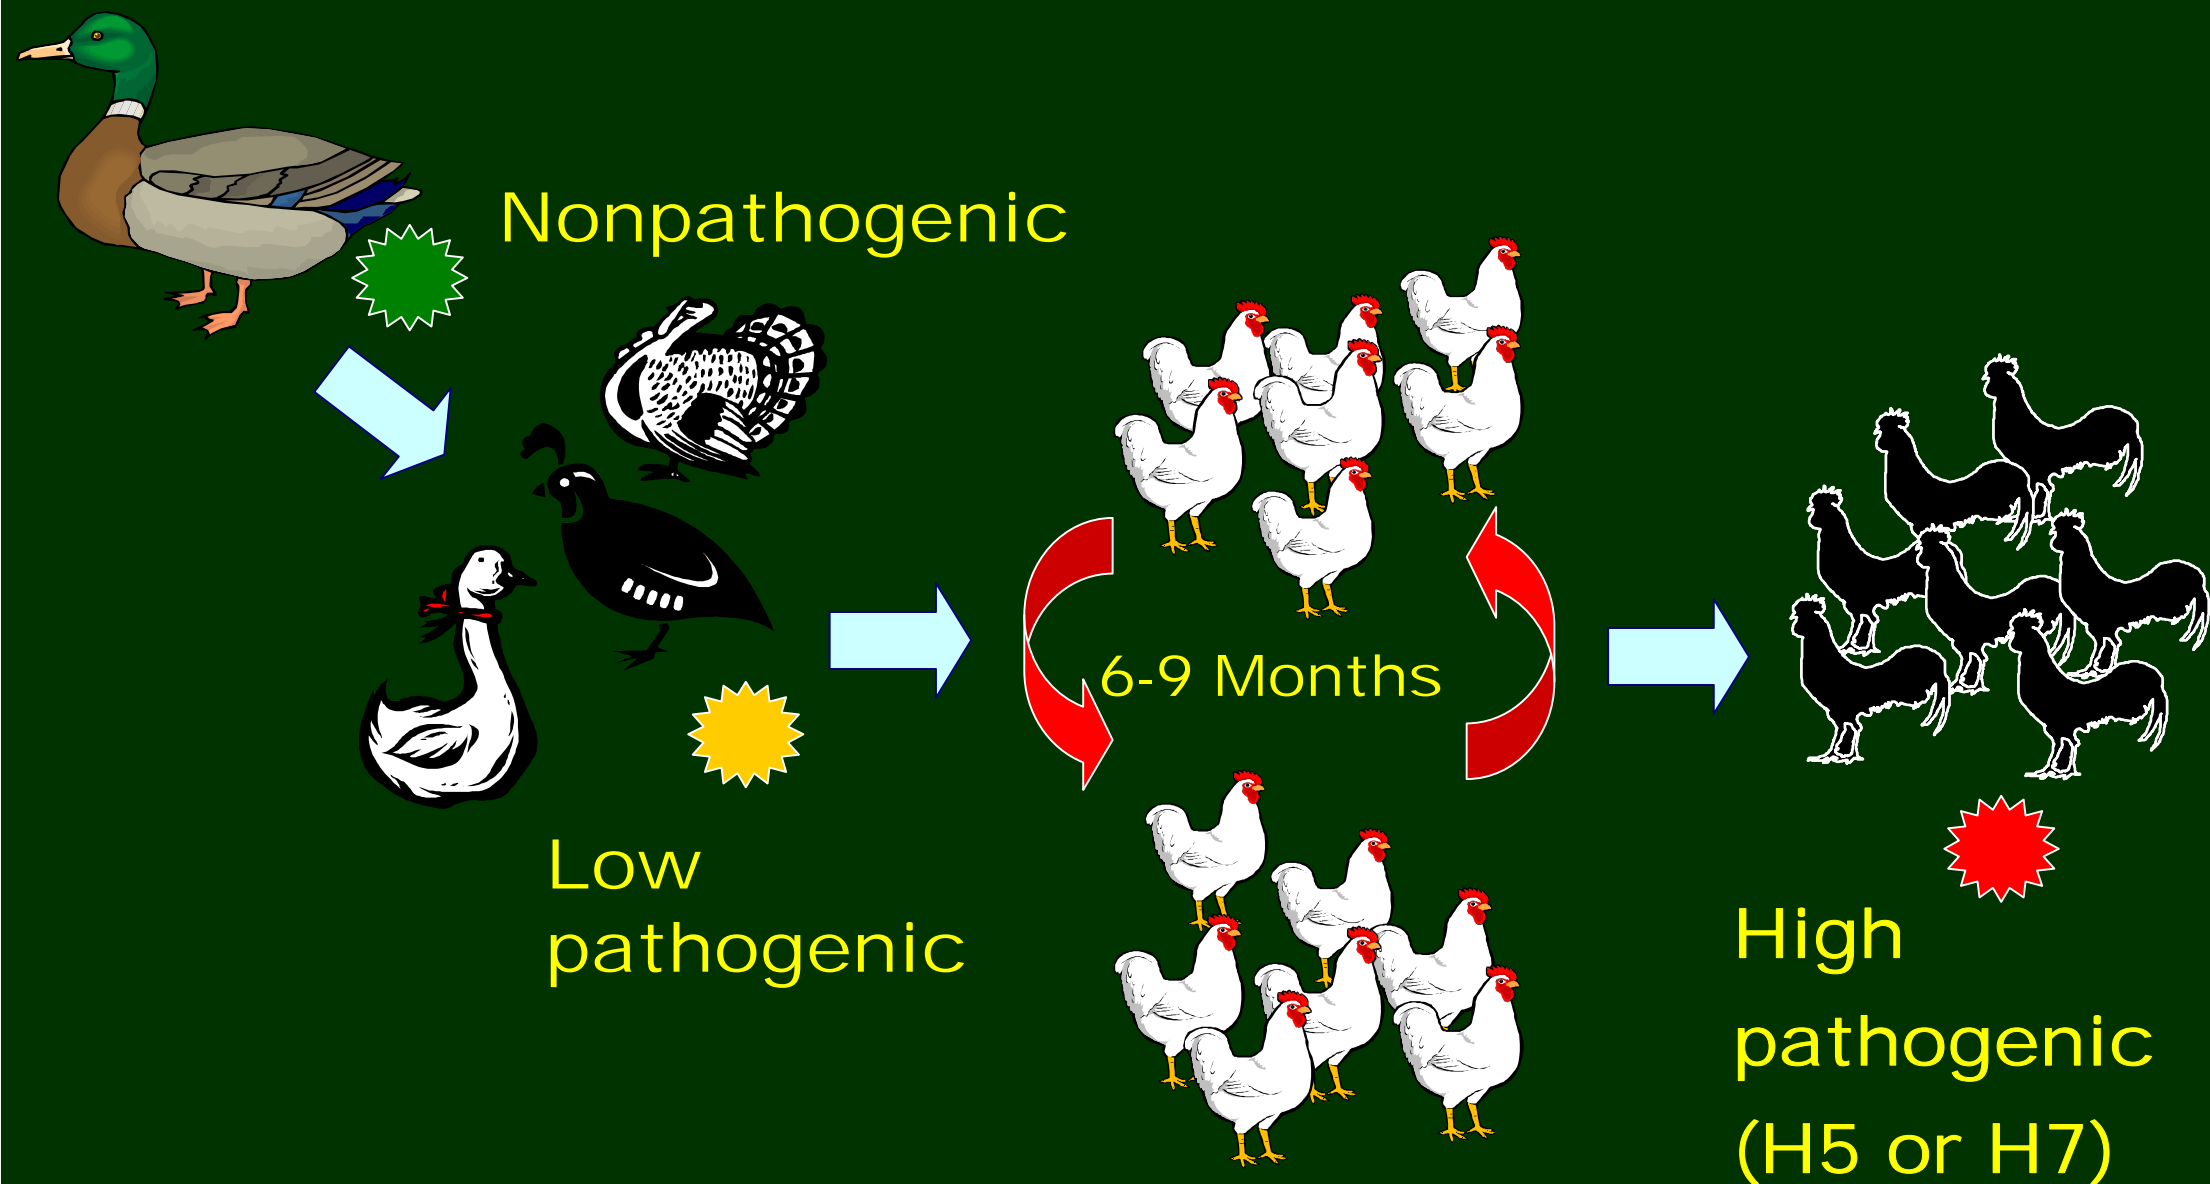 Nonpathogenic
6-9 Months
Low
pathogenic
High
pathogenic
(H5 or H7)